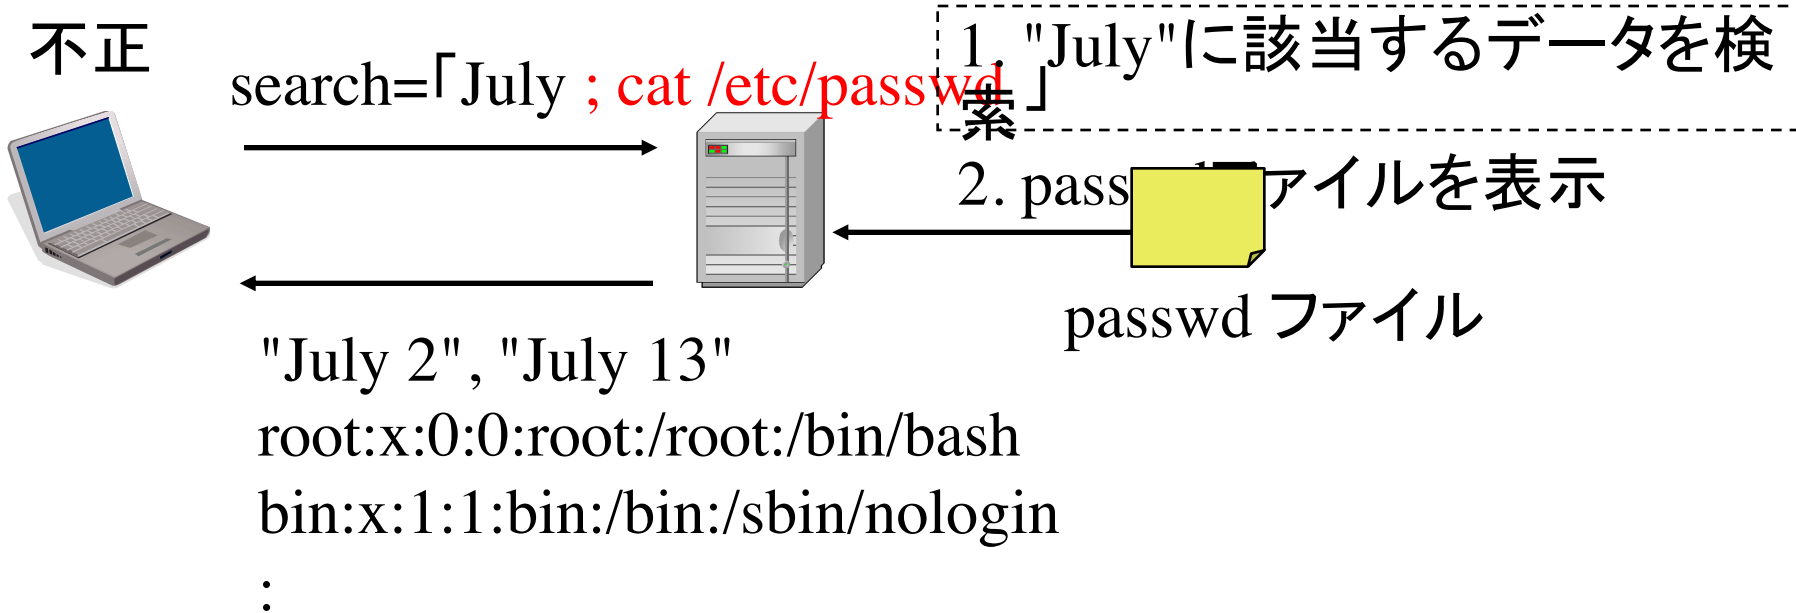 不正
search=「July ; cat /etc/passwd 」
1. "July"に該当するデータを検
索
2. pass ファイルを表示
passwd ファイル
"July 2", "July 13"
root:x:0:0:root:/root:/bin/bash
bin:x:1:1:bin:/bin:/sbin/nologin
: